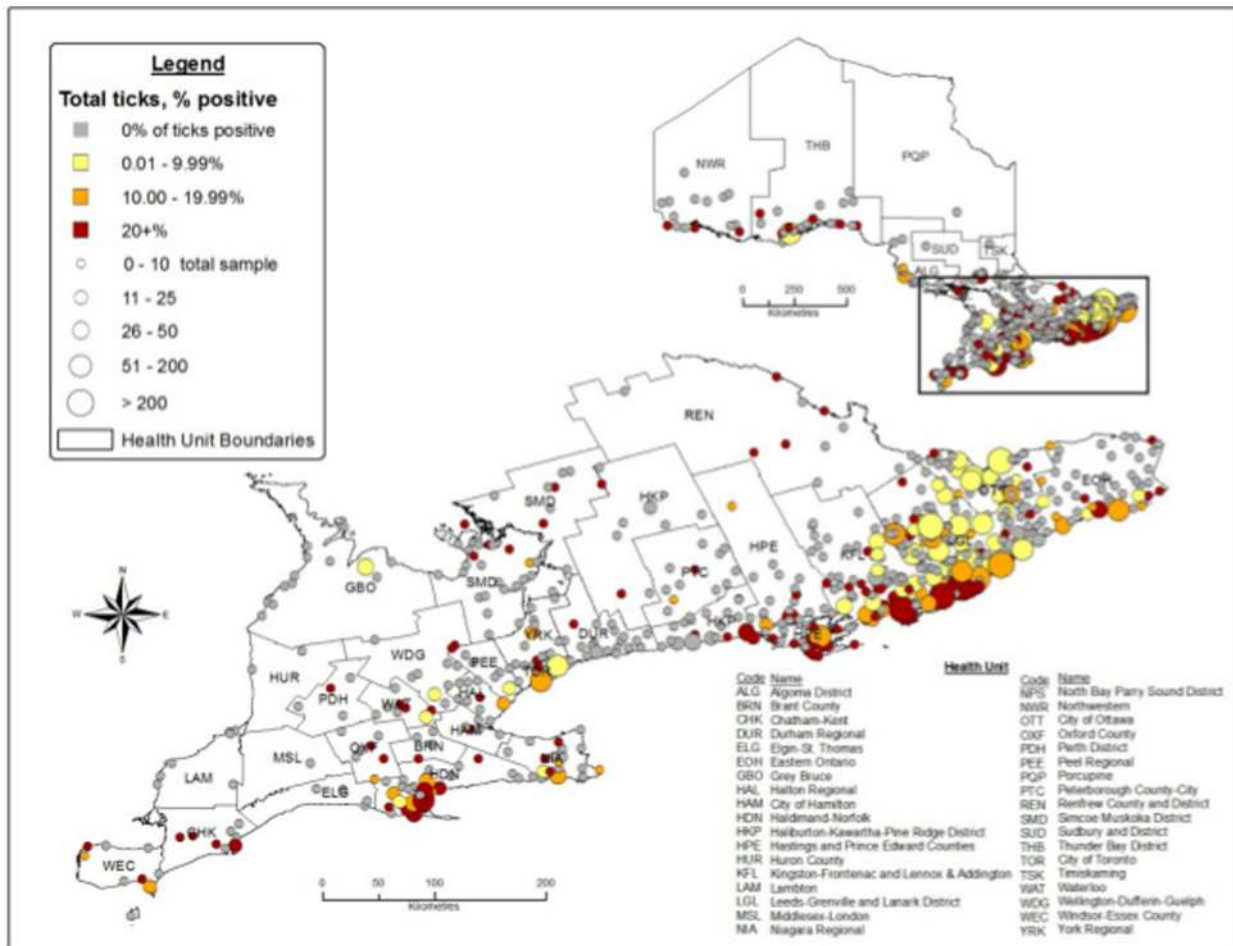 Legend
Total ticks, % positive
0% of ticks positive
0.01 - 9.99%
10.00 - 19.99%
20+%
0 - 10 total sample
11 - 25
26 - 50
51 - 200
> 200
Health Unit Boundaries
NWR
THB
PQP
SUD
TSK
ALG
0 250 500
Kilometres
REN
SMD
HKP
EOH
LGL
HPE
KFL
PTC
GBO
SMD
HKP
YRK
DUR
WDG
PEE
HUR
PDH
WAT
HAL
HAM
MSL
OXF
BRN
HDN
LAM
ELG
CHK
WEC
N
W E
S
0 50 100 200
Kilometres
Health Unit
Code Name
ALG Algoma District
BRN Brant County
CHK Chatham-Kent
DUR Durham Regional
ELG Elgin-St. Thomas
EOH Eastern Ontario
GBO Grey Bruce
HAL Halton Regional
HAM City of Hamilton
HDN Haldimand-Norfolk
HKP Haliburton-Kawartha-Pine Ridge District
HPE Hastings and Prince Edward Counties
HUR Huron County
KFL Kingston-Frontenac and Lennox & Addington
LAM Lambton
LGL Leeds-Grenville and Lanark District
MSL Middlesex-London
NIA Niagara Regional
Code Name
NPS North Bay Parry Sound District
NWR Northwestern
OTT City of Ottawa
OXF Oxford County
PDH Perth District
PEE Peel Regional
PQP Porcupine
PTC Peterborough County-City
REN Renfrew County and District
SMD Simcoe Muskoka District
SUD Sudbury and District
THB Thunder Bay District
TOR City of Toronto
TSK Timiskaming
WAT Waterloo
WDG Wellington-Dufferin-Guelph
WEC Windsor-Essex County
YRK York Regional